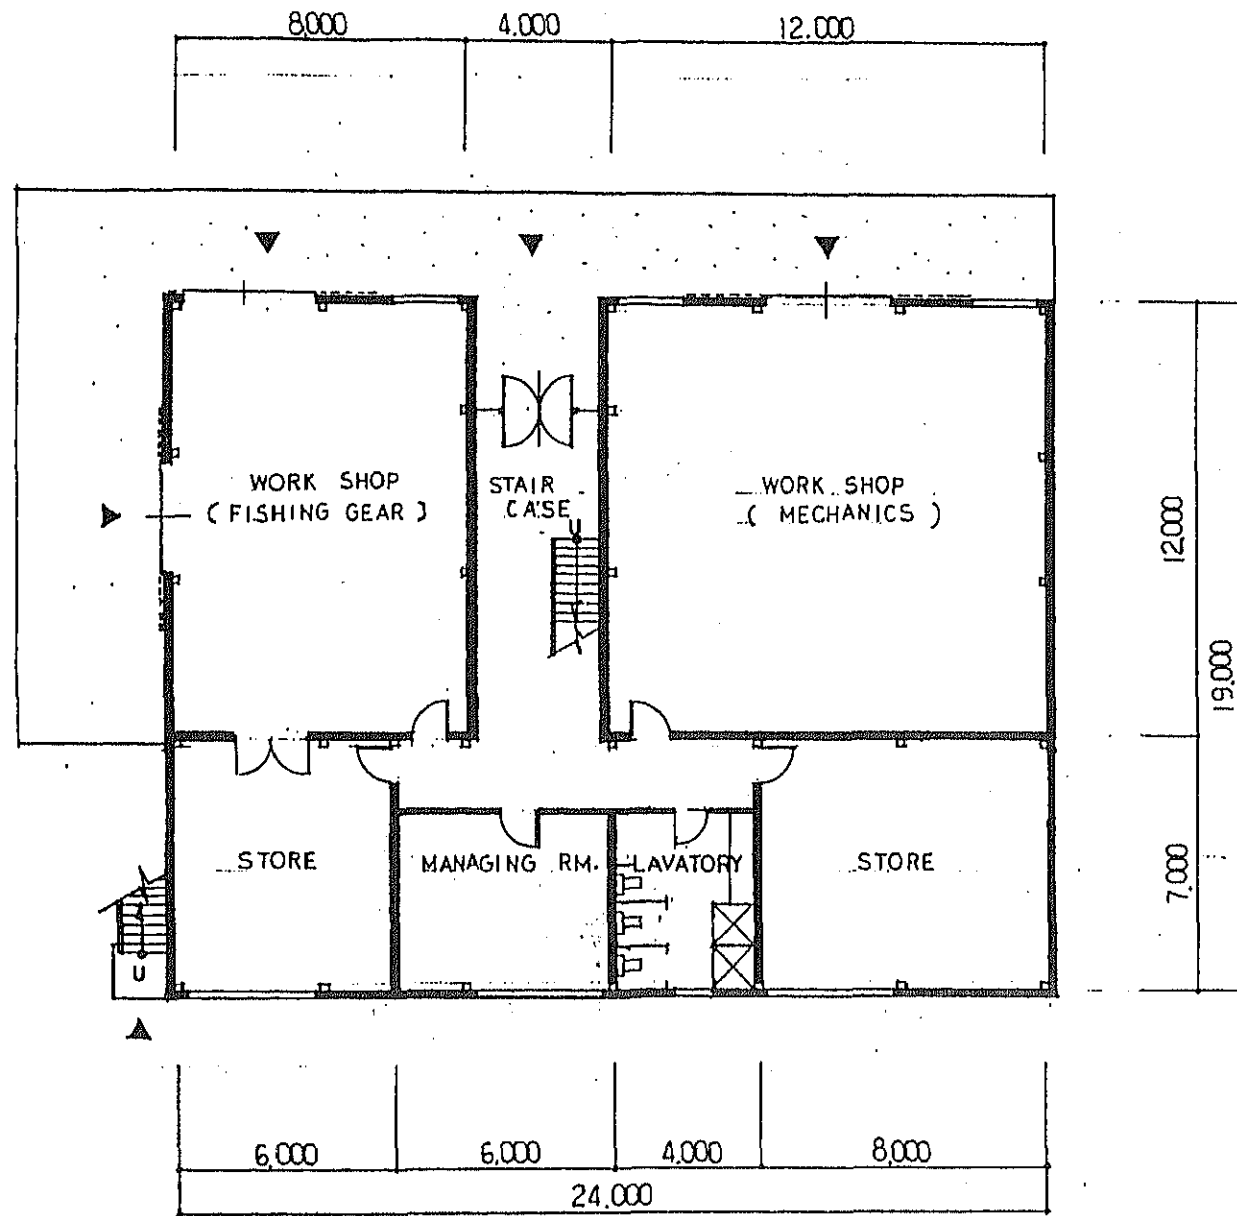 8,000 4.000 12.000
WORK SHOP
( FISHING GEAR )
STAIR
CASE
U
WORK SHOP
( MECHANICS )
12,000
19,000
7,000
STORE
MANAGING RM.
LAVATORY
STORE
U
6,000 6,000 4,000 8,000
24.000